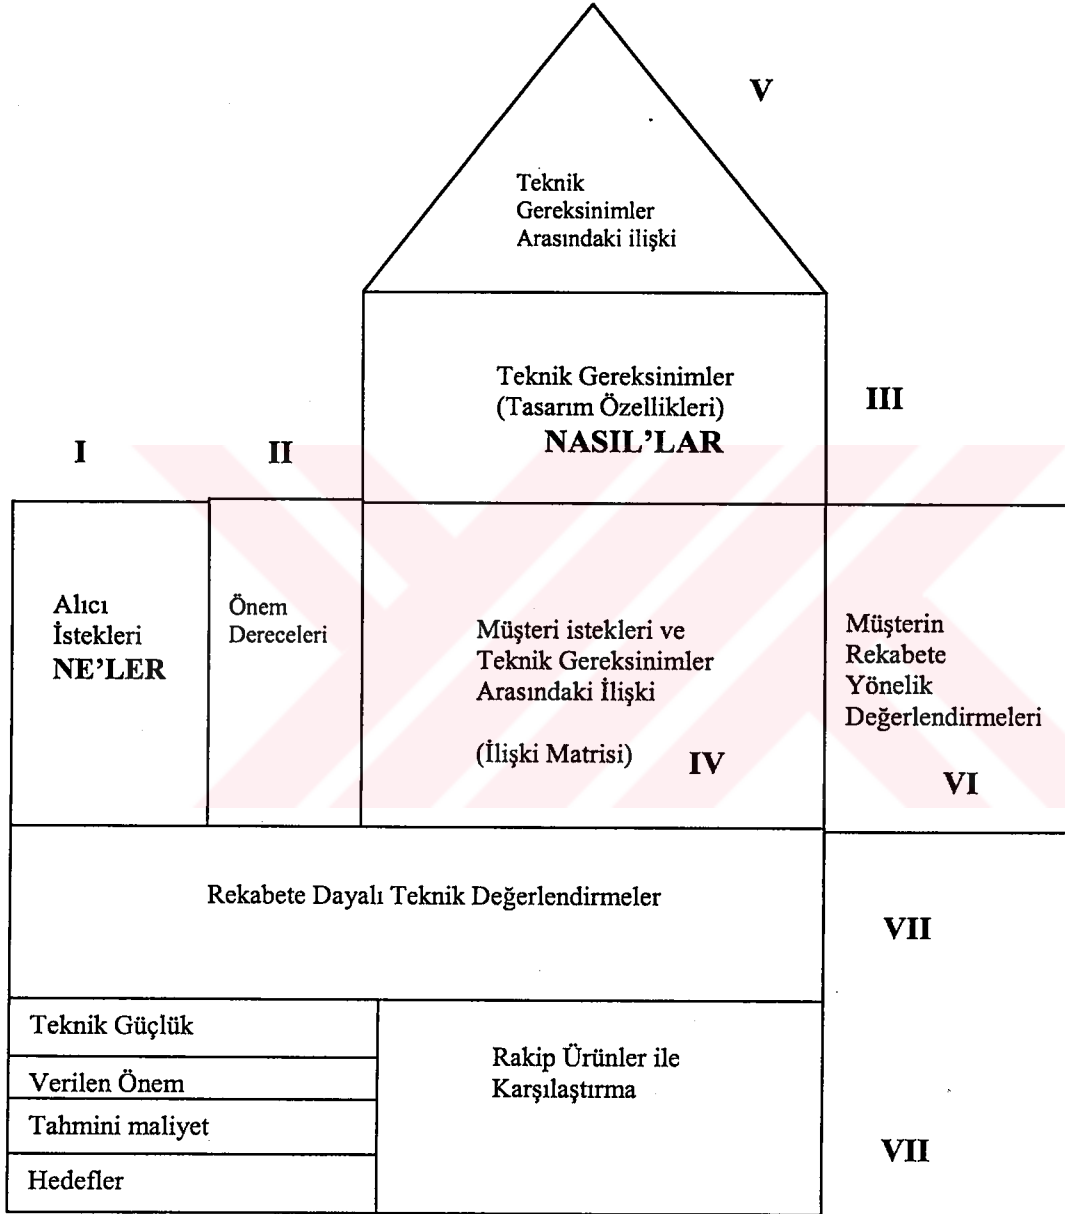 V
Teknik
Gereksinimler
Arasındaki ilişki
Teknik Gereksinimler
(Tasarım Özellikleri)
NASIL'LAR
III
I
II
Alıcı
İstekleri
NE'LER
Önem
Dereceleri
Müşteri istekleri ve
Teknik Gereksinimler
Arasındaki İlişki
(İlişki Matrisi)
IV
Müşterin
Rekabete
Yönelik
Değerlendirmeleri
VI
Rekabete Dayalı Teknik Değerlendirmeler
VII
Teknik Güçlük
Verilen Önem
Tahmini maliyet
Hedefler
Rakip Ürünler ile
Karşılaştırma
VII